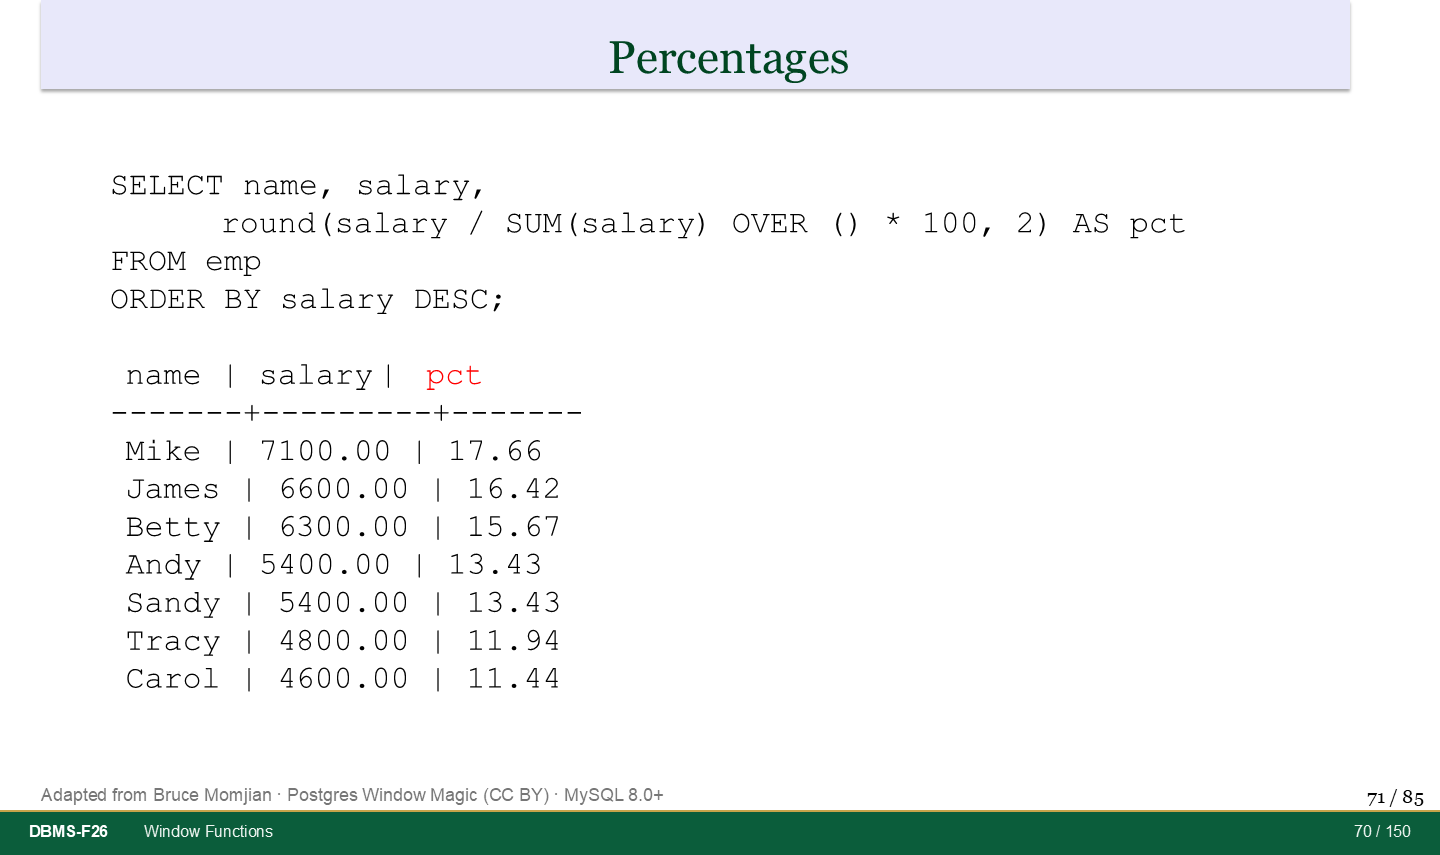 Percentages
SELECT name, salary,
round(salary / SUM(salary) OVER () * 100, 2) AS pct
FROM emp
ORDER BY salary DESC;
name | salary | pct
-------+---------+-------
Mike | 7100.00 | 17.66
James | 6600.00 | 16.42
Betty | 6300.00 | 15.67
Andy | 5400.00 | 13.43
Sandy | 5400.00 | 13.43
Tracy | 4800.00 | 11.94
Carol | 4600.00 | 11.44
Adapted from Bruce Momjian · Postgres Window Magic (CC BY) · MySQL 8.0+
71 / 85
DBMS-F26 Window Functions 70 / 150